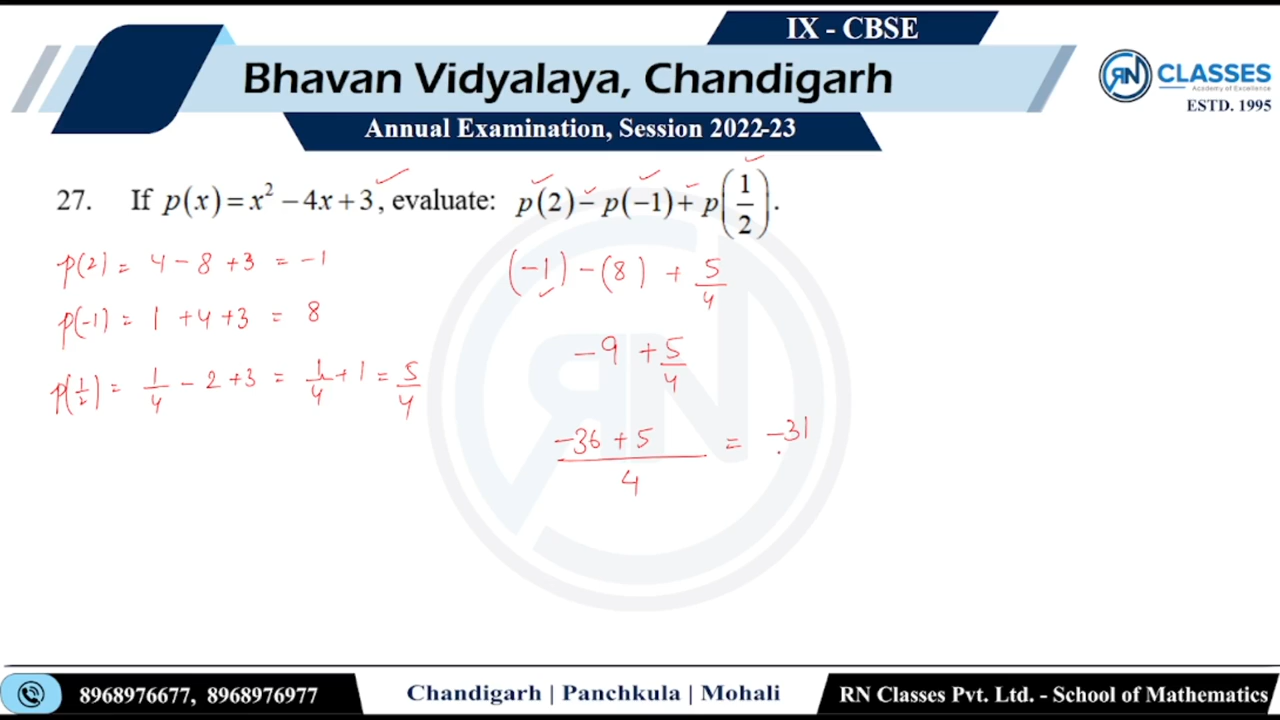 IX - CBSE
Bhavan Vidyalaya, Chandigarh
RN CLASSES
Academy of Excellence
ESTD. 1995
Annual Examination, Session 2022-23
27. If p(x) = x² − 4x + 3, evaluate: p(2) − p(−1) + p(1/2).
p(2) = 4 − 8 + 3 = −1
p(-1) = 1 + 4 + 3 = 8
p(1/2) = 1/4 − 2 + 3 = 1/4 + 1 = 5/4
(−1) − (8) + 5/4
−9 + 5/4
(−36 + 5)/4 = −31
RN
8968976677, 8968976977
Chandigarh | Panchkula | Mohali
RN Classes Pvt. Ltd. - School of Mathematics